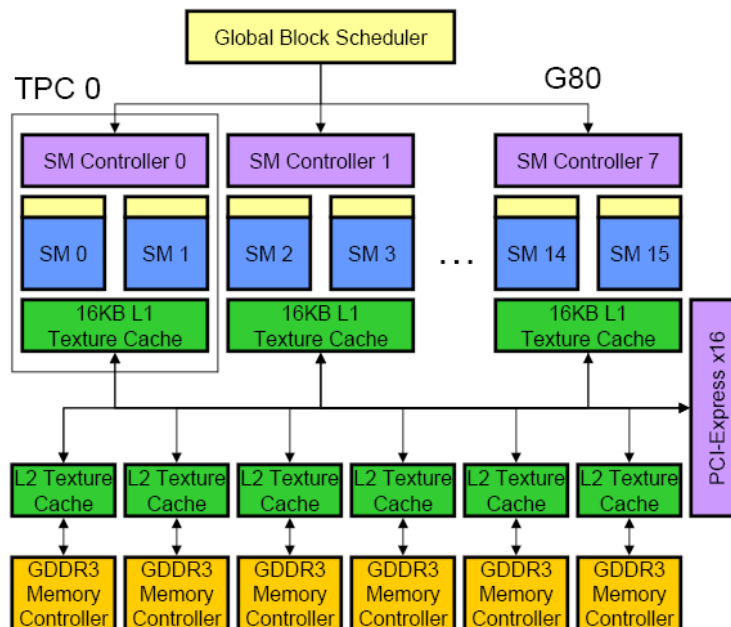 Global Block Scheduler
TPC 0
G80
SM Controller 0
SM Controller 1
SM Controller 7
SM 0
SM 1
SM 2
SM 3
...
SM 14
SM 15
16KB L1
Texture Cache
16KB L1
Texture Cache
16KB L1
Texture Cache
PCI-Express x16
L2 Texture
Cache
L2 Texture
Cache
L2 Texture
Cache
L2 Texture
Cache
L2 Texture
Cache
L2 Texture
Cache
GDDR3
Memory
Controller
GDDR3
Memory
Controller
GDDR3
Memory
Controller
GDDR3
Memory
Controller
GDDR3
Memory
Controller
GDDR3
Memory
Controller